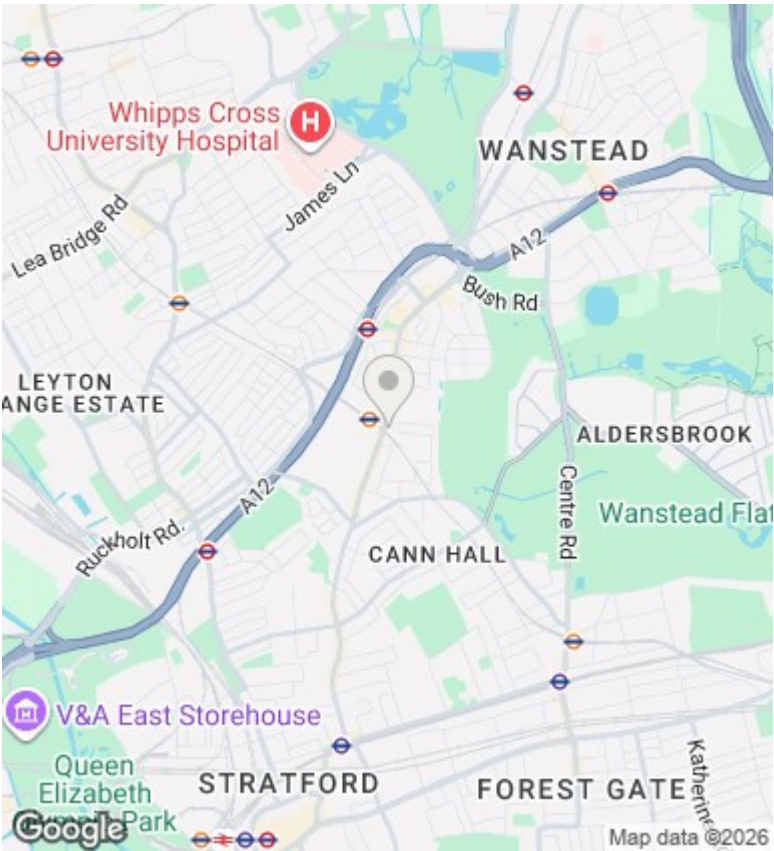 Whipps Cross
University Hospital
H
WANSTEAD
James Ln
Lea Bridge Rd
A12
Bush Rd
LEYTON
ANGE ESTATE
ALDERSBROOK
A12
Centre Rd
Wanstead Flat
Ruckholt Rd.
CANN HALL
V&A East Storehouse
Queen
Elizabeth
Olympic Park
STRATFORD
FOREST GATE
Katherine
Google
Map data ©2026